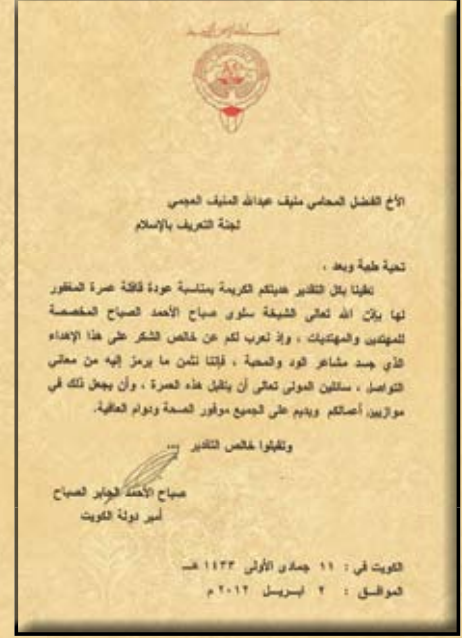 الأخ الفضل المحامي منيف عبدالله المنيف العجمي
لجنة التعريف بالإسلام
تحية طيبة وبعد ،
تلقينا بكل التقدير هديتكم الكريمة بمناسبة عودة قافلة عمرة المغفور
لها بإذن الله تعالى الشيخة سلوى صباح الأحمد الصباح المخصصة
للمهتدين والمهتديات ، وإذ نعرب لكم عن خالص الشكر على هذا الإهداء
الذي جسد مشاعر الود والمحبة ، فإننا نثمن ما يرمز إليه من معاني
التواصل ، سائلين المولى تعالى أن يتقبل هذه العمرة ، وأن يجعل ذلك في
موازين أعمالكم ويديم على الجميع موفور الصحة ودوام العافية.
وتقبلوا خالص التقدير ...
صباح الأحمد الجابر الصباح
أمير دولة الكويت
الكويت في : ١١ جمادى الأولى ١٤٣٣ هـ
الموافق : ٢ ابريل ٢٠١٢ م